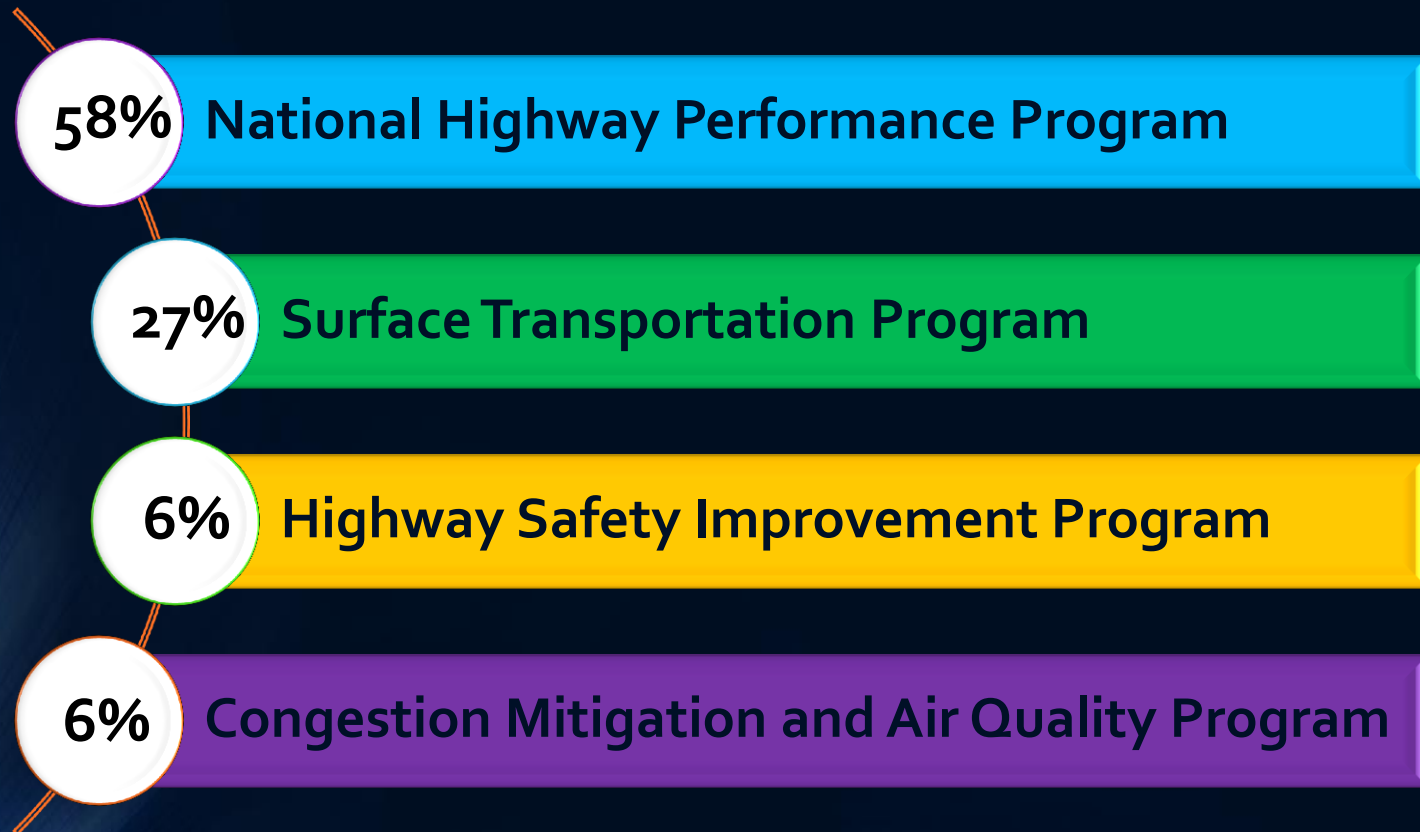 58% National Highway Performance Program
27% Surface Transportation Program
6% Highway Safety Improvement Program
6% Congestion Mitigation and Air Quality Program